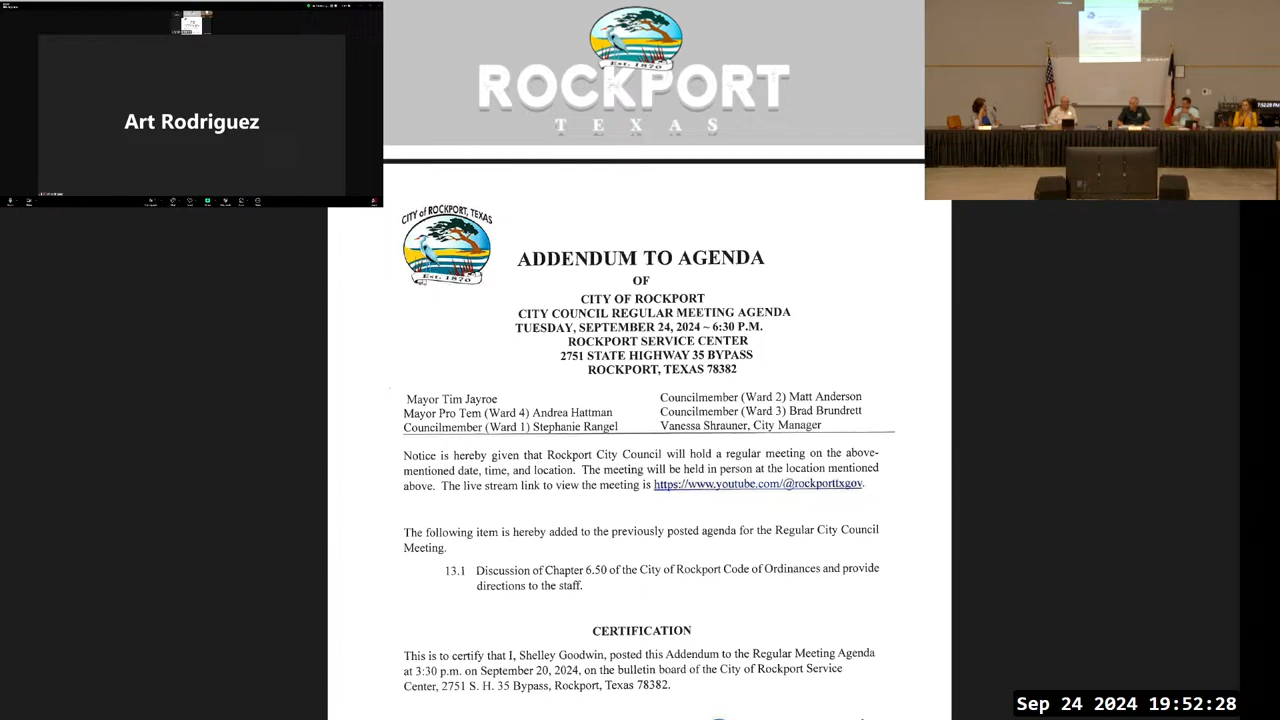 Art Rodriguez
Est. 1870
ROCKPORT
TEXAS
7:52:28 PM
CITY of ROCKPORT, TEXAS
Est. 1870
ADDENDUM TO AGENDA
OF
CITY OF ROCKPORT
CITY COUNCIL REGULAR MEETING AGENDA
TUESDAY, SEPTEMBER 24, 2024 ~ 6:30 P.M.
ROCKPORT SERVICE CENTER
2751 STATE HIGHWAY 35 BYPASS
ROCKPORT, TEXAS 78382
Mayor Tim Jayroe
Mayor Pro Tem (Ward 4) Andrea Hattman
Councilmember (Ward 1) Stephanie Rangel
Councilmember (Ward 2) Matt Anderson
Councilmember (Ward 3) Brad Brundrett
Vanessa Shrauner, City Manager
Notice is hereby given that Rockport City Council will hold a regular meeting on the above-
mentioned date, time, and location. The meeting will be held in person at the location mentioned
above. The live stream link to view the meeting is https://www.youtube.com/@rockporttxgov.
The following item is hereby added to the previously posted agenda for the Regular City Council
Meeting.
13.1 Discussion of Chapter 6.50 of the City of Rockport Code of Ordinances and provide
directions to the staff.
CERTIFICATION
This is to certify that I, Shelley Goodwin, posted this Addendum to the Regular Meeting Agenda
at 3:30 p.m. on September 20, 2024, on the bulletin board of the City of Rockport Service
Center, 2751 S. H. 35 Bypass, Rockport, Texas 78382.
Sep 24 2024 19:52:28